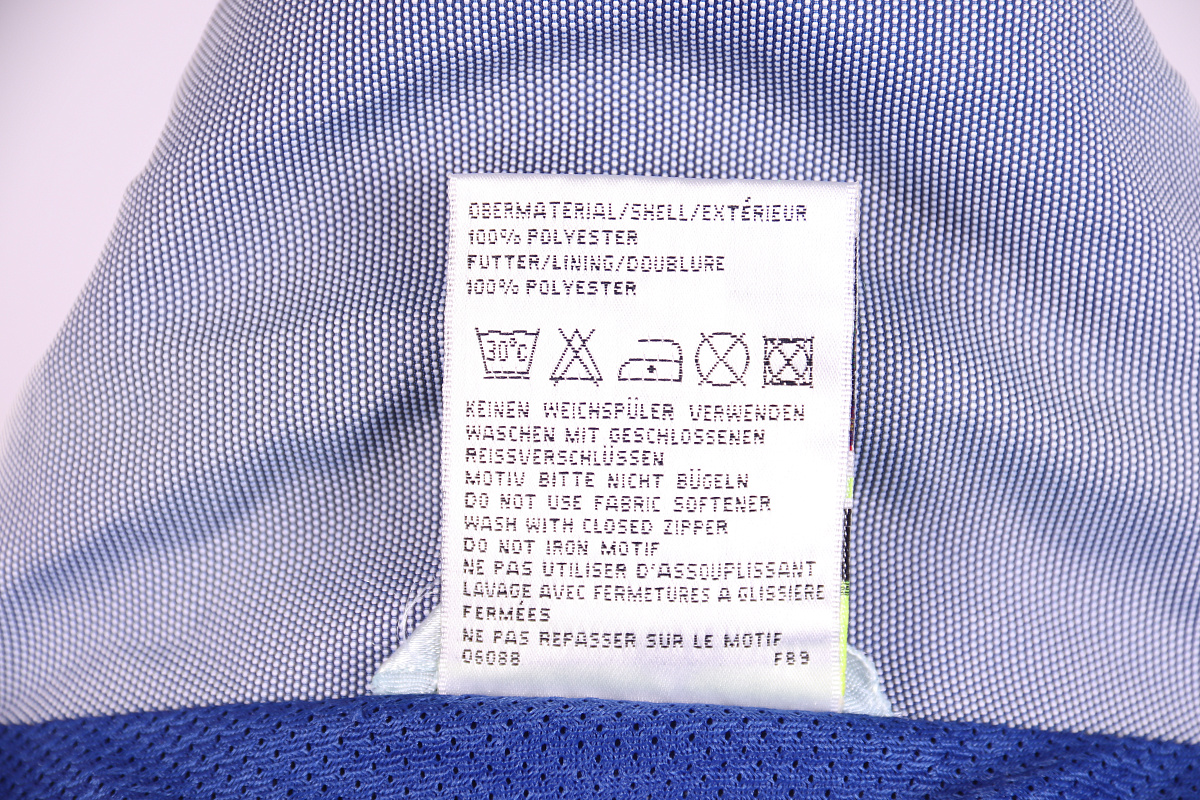 OBERMATERIAL/SHELL/EXTÉRIEUR
100% POLYESTER
FUTTER/LINING/DOUBLURE
100% POLYESTER
30°C
KEINEN WEICHSPÜLER VERWENDEN
WASCHEN MIT GESCHLOSSENEN
REISSVERSCHLÜSSEN
MOTIV BITTE NICHT BÜGELN
DO NOT USE FABRIC SOFTENER
WASH WITH CLOSED ZIPPER
DO NOT IRON MOTIF
NE PAS UTILISER D'ASSOUPLISSANT
LAVAGE AVEC FERMETURES A GLISSIÈRE
FERMÉES
NE PAS REPASSER SUR LE MOTIF
06088 F89